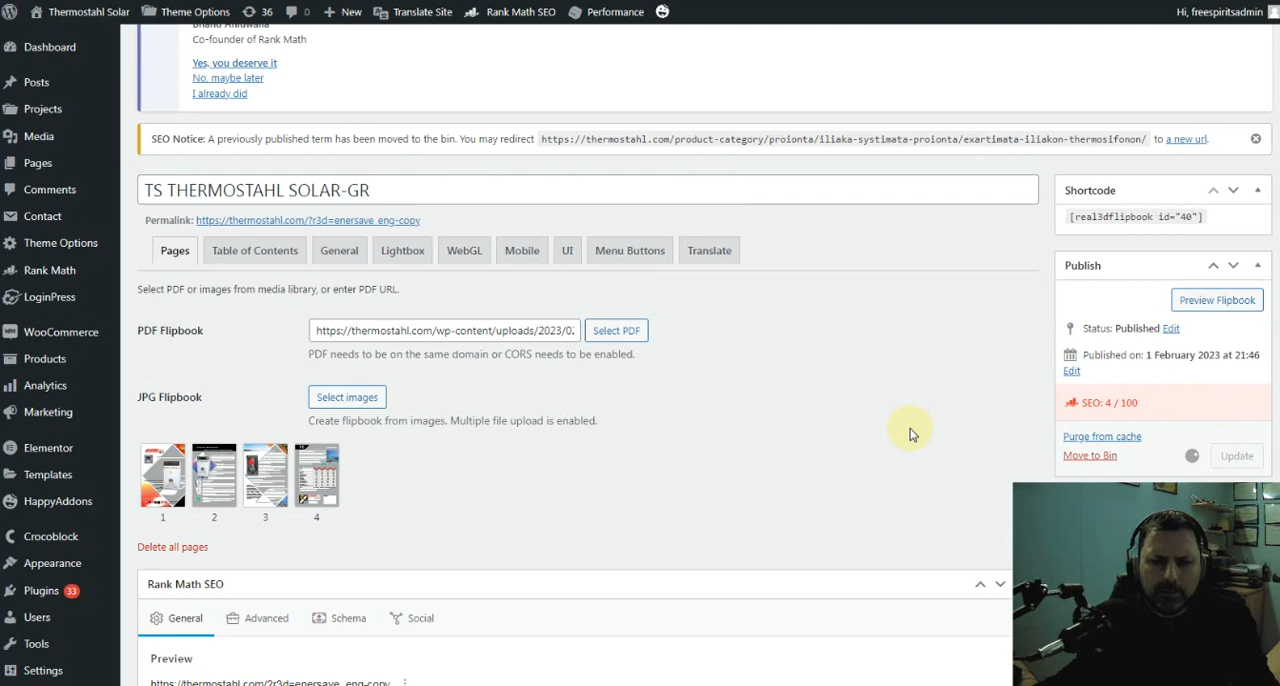 Thermostahl Solar Theme Options 36 0 New Translate Site Rank Math SEO Performance Hi, freespiritsadmin
Dashboard
Posts
Projects
Media
Pages
Comments
Contact
Theme Options
Rank Math
LoginPress
WooCommerce
Products
Analytics
Marketing
Elementor
Templates
HappyAddons
Crocoblock
Appearance
Plugins 33
Users
Tools
Settings
Co-founder of Rank Math
Yes, you deserve it
No, maybe later
I already did
SEO Notice: A previously published term has been moved to the bin. You may redirect https://thermostahl.com/product-category/proionta/iliaka-systimata-proionta/exartimata-iliakon-thermosifonon/ to a new url.
TS THERMOSTAHL SOLAR-GR
Permalink: https://thermostahl.com/?r3d=enersave_eng-copy
Pages Table of Contents General Lightbox WebGL Mobile UI Menu Buttons Translate
Select PDF or images from media library, or enter PDF URL.
PDF Flipbook https://thermostahl.com/wp-content/uploads/2023/02 Select PDF
PDF needs to be on the same domain or CORS needs to be enabled.
JPG Flipbook Select images
Create flipbook from images. Multiple file upload is enabled.
1 2 3 4
Delete all pages
Rank Math SEO
General Advanced Schema Social
Preview
https://thermostahl.com/?r3d=enersave_eng-copy
Shortcode
[real3dflipbook id="40"]
Publish
Preview Flipbook
Status: Published Edit
Published on: 1 February 2023 at 21:46
Edit
SEO: 4 / 100
Purge from cache
Move to Bin Update